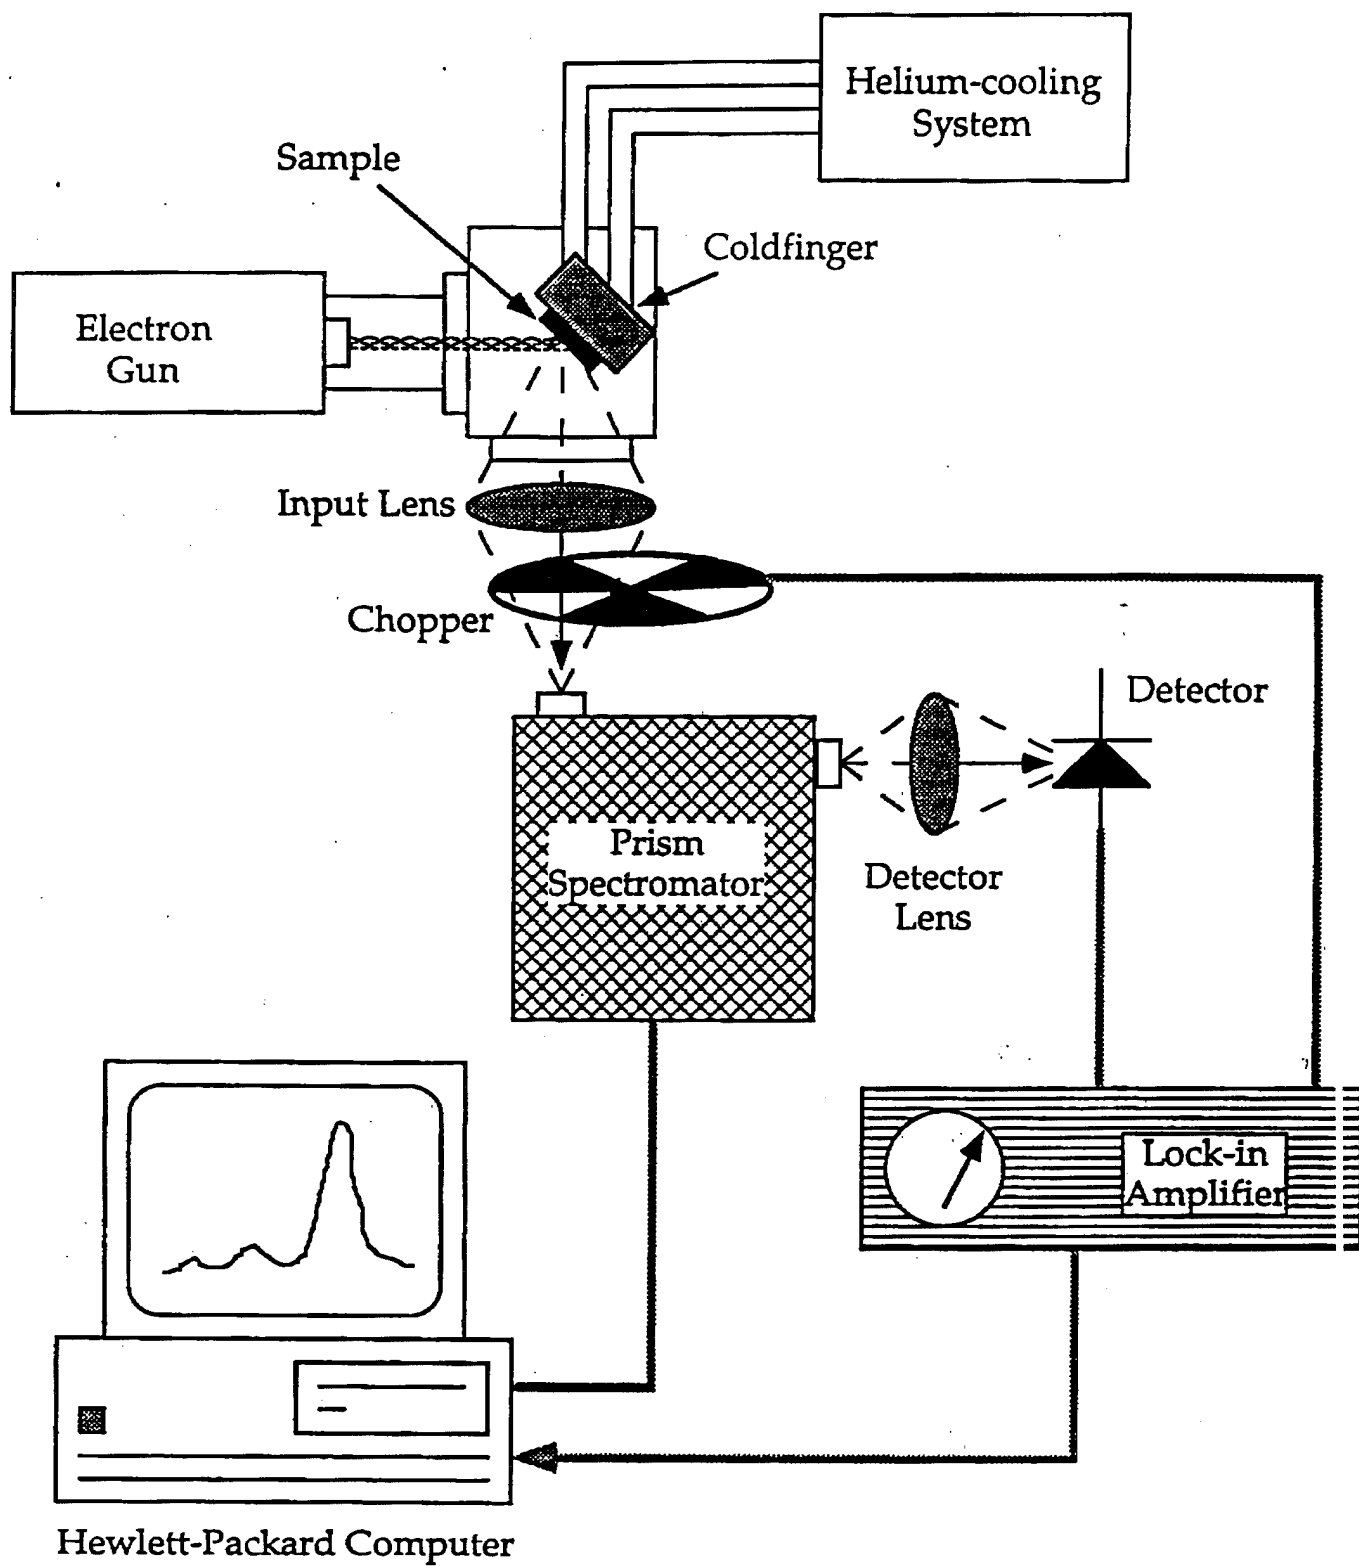 Helium-cooling
System
Sample
Coldfinger
Electron
Gun
Input Lens
Chopper
Detector
Prism
Spectromator
Detector
Lens
Lock-in
Amplifier
Hewlett-Packard Computer